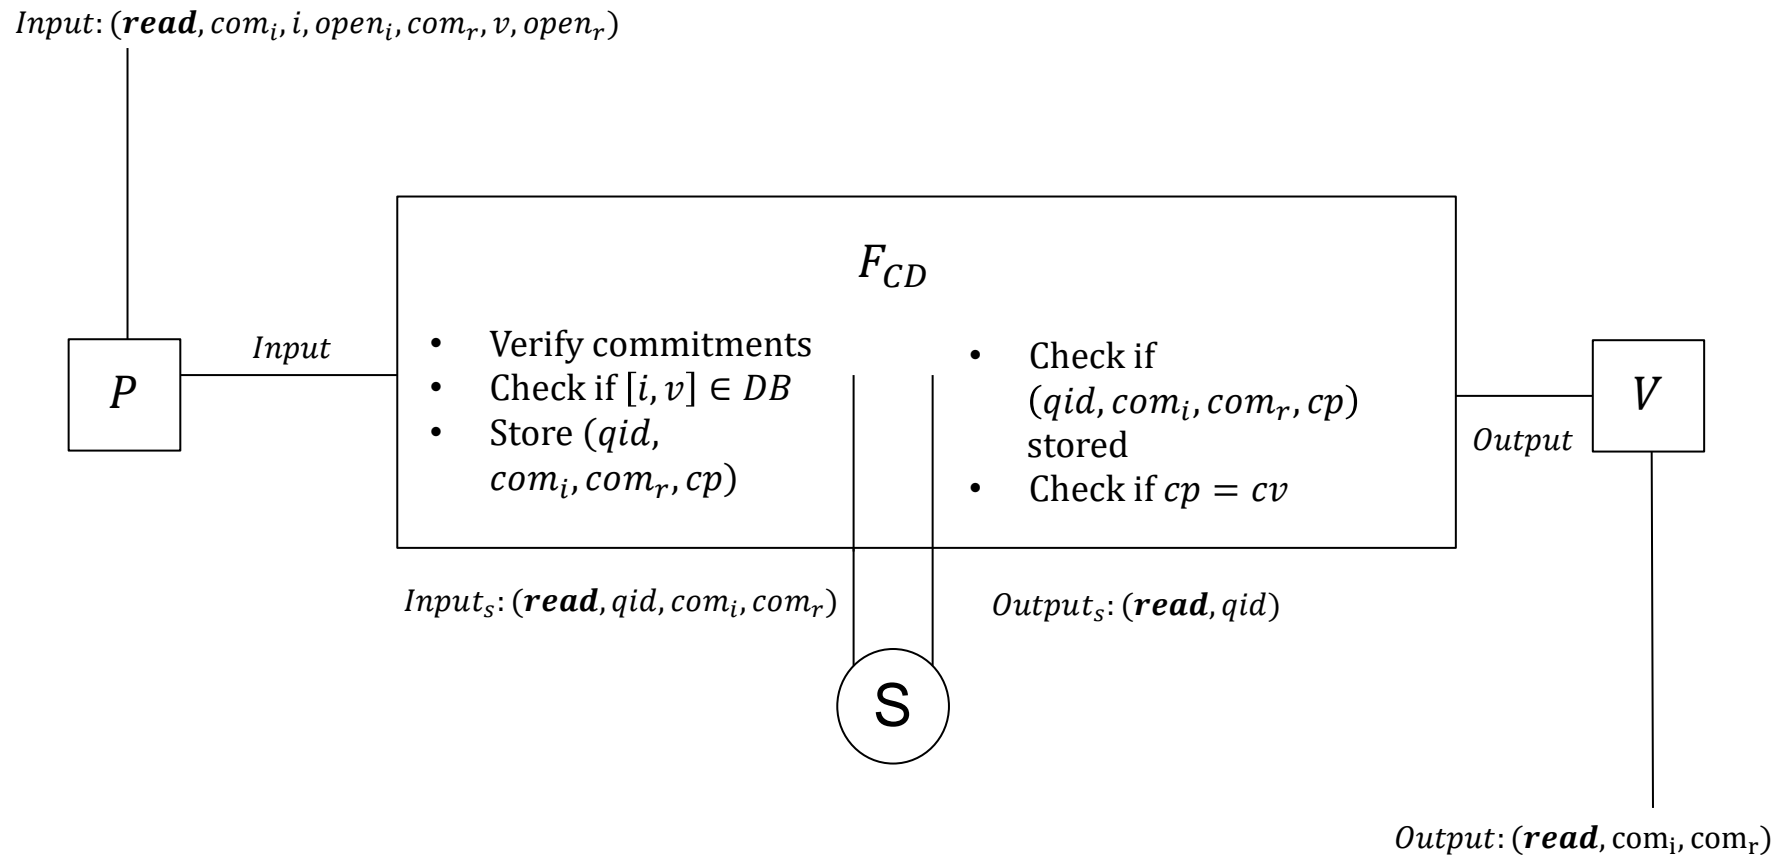 Input: (read, com_i, i, open_i, com_r, v, open_r)
F_{CD}
P
Input
• Verify commitments
• Check if [i, v] ∈ DB
• Store (qid,
com_i, com_r, cp)
• Check if
(qid, com_i, com_r, cp)
stored
• Check if cp = cv
V
Output
Input_s: (read, qid, com_i, com_r)
Output_s: (read, qid)
S
Output: (read, com_i, com_r)